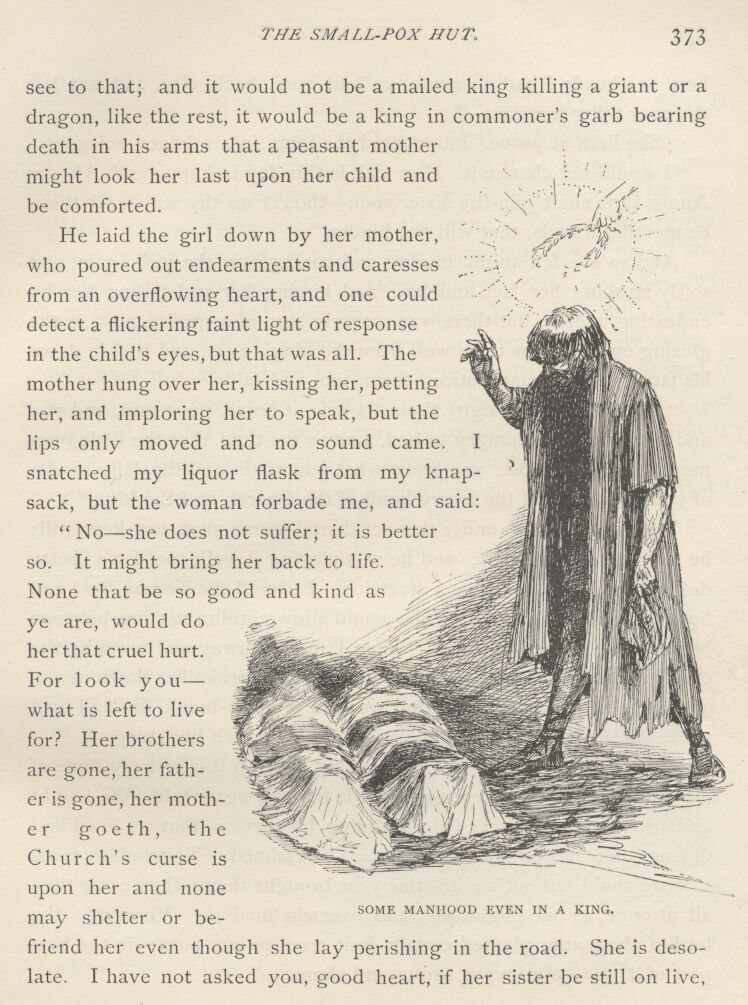 THE SMALL-POX HUT. 373
see to that; and it would not be a mailed king killing a giant or a
dragon, like the rest, it would be a king in commoner's garb bearing
death in his arms that a peasant mother
might look her last upon her child and
be comforted.
He laid the girl down by her mother,
who poured out endearments and caresses
from an overflowing heart, and one could
detect a flickering faint light of response
in the child's eyes, but that was all. The
mother hung over her, kissing her, petting
her, and imploring her to speak, but the
lips only moved and no sound came. I
snatched my liquor flask from my knap-
sack, but the woman forbade me, and said:
"No—she does not suffer; it is better
so. It might bring her back to life.
None that be so good and kind as
ye are, would do
her that cruel hurt.
For look you—
what is left to live
for? Her brothers
are gone, her fath-
er is gone, her moth-
er goeth, the
Church's curse is
upon her and none
may shelter or be-
friend her even though she lay perishing in the road. She is deso-
late. I have not asked you, good heart, if her sister be still on live,
SOME MANHOOD EVEN IN A KING.